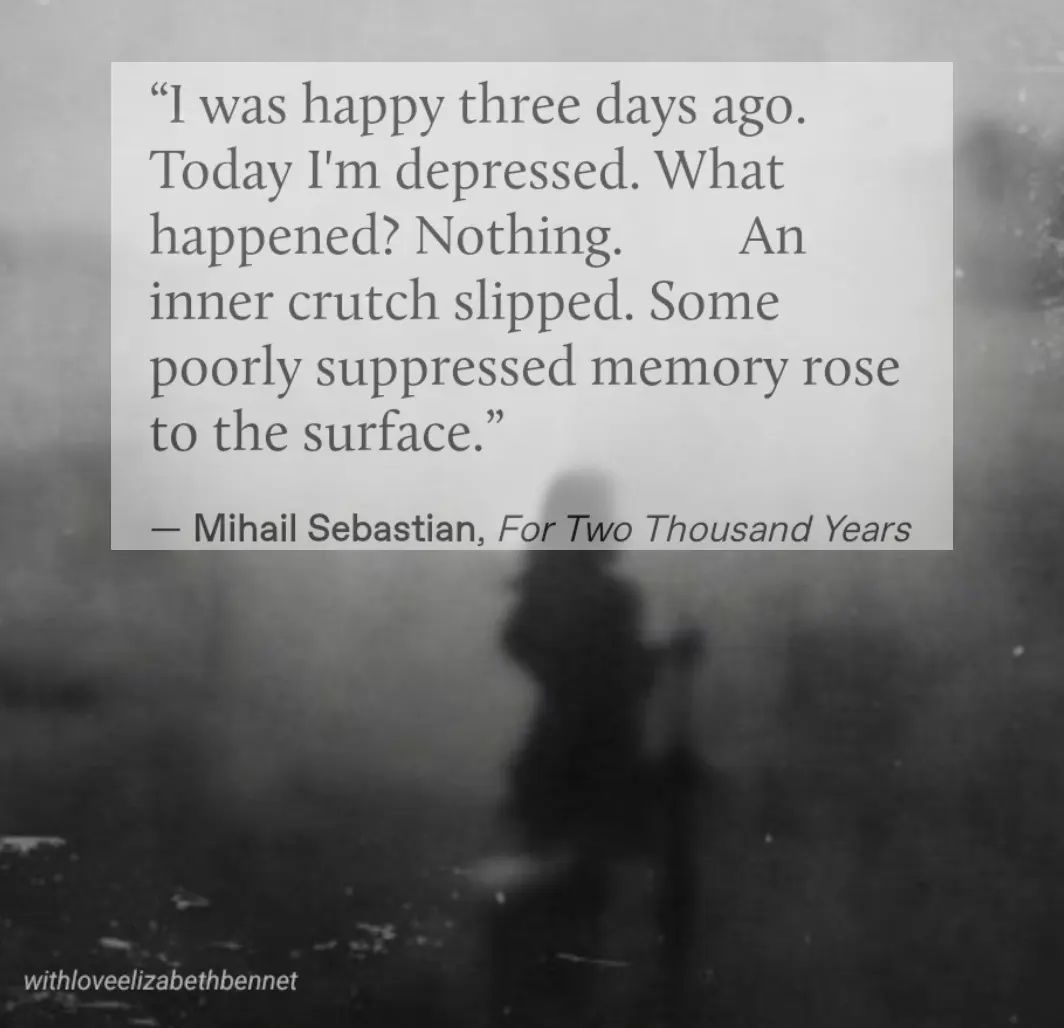 “I was happy three days ago.
Today I'm depressed. What
happened? Nothing. An
inner crutch slipped. Some
poorly suppressed memory rose
to the surface.”
— Mihail Sebastian, For Two Thousand Years
withloveelizabethbennet